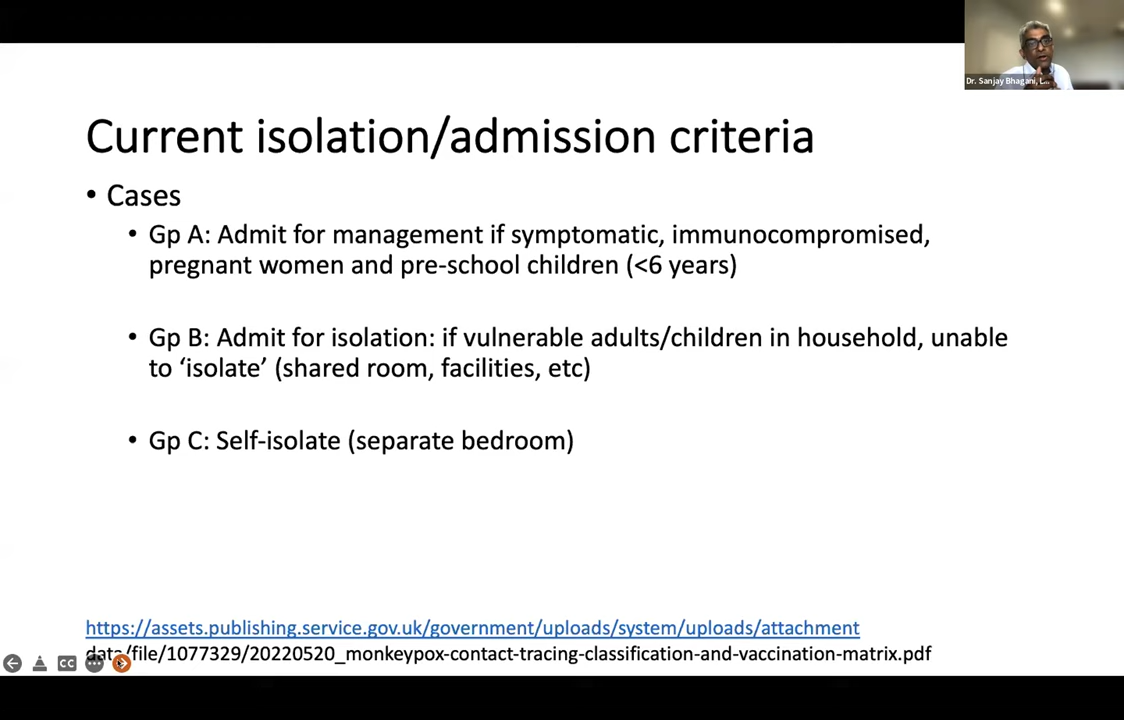 Dr. Sanjay Bhagani, L...
Current isolation/admission criteria
• Cases
• Gp A: Admit for management if symptomatic, immunocompromised,
pregnant women and pre-school children (<6 years)
• Gp B: Admit for isolation: if vulnerable adults/children in household, unable
to ‘isolate’ (shared room, facilities, etc)
• Gp C: Self-isolate (separate bedroom)
https://assets.publishing.service.gov.uk/government/uploads/system/uploads/attachment
data/file/1077329/20220520_monkeypox-contact-tracing-classification-and-vaccination-matrix.pdf
CC